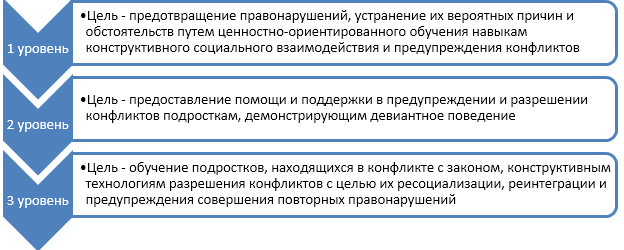 •Цель - предотвращение правонарушений, устранение их вероятных причин и
обстоятельств путем ценностно-ориентированного обучения навыкам
конструктивного социального взаимодействия и предупреждения конфликтов
1 уровень
•Цель - предоставление помощи и поддержки в предупреждении и разрешении
конфликтов подросткам, демонстрирующим девиантное поведение
2 уровень
•Цель - обучение подростков, находящихся в конфликте с законом, конструктивным
технологиям разрешения конфликтов с целью их ресоциализации, реинтеграции и
предупреждения совершения повторных правонарушений
3 уровень